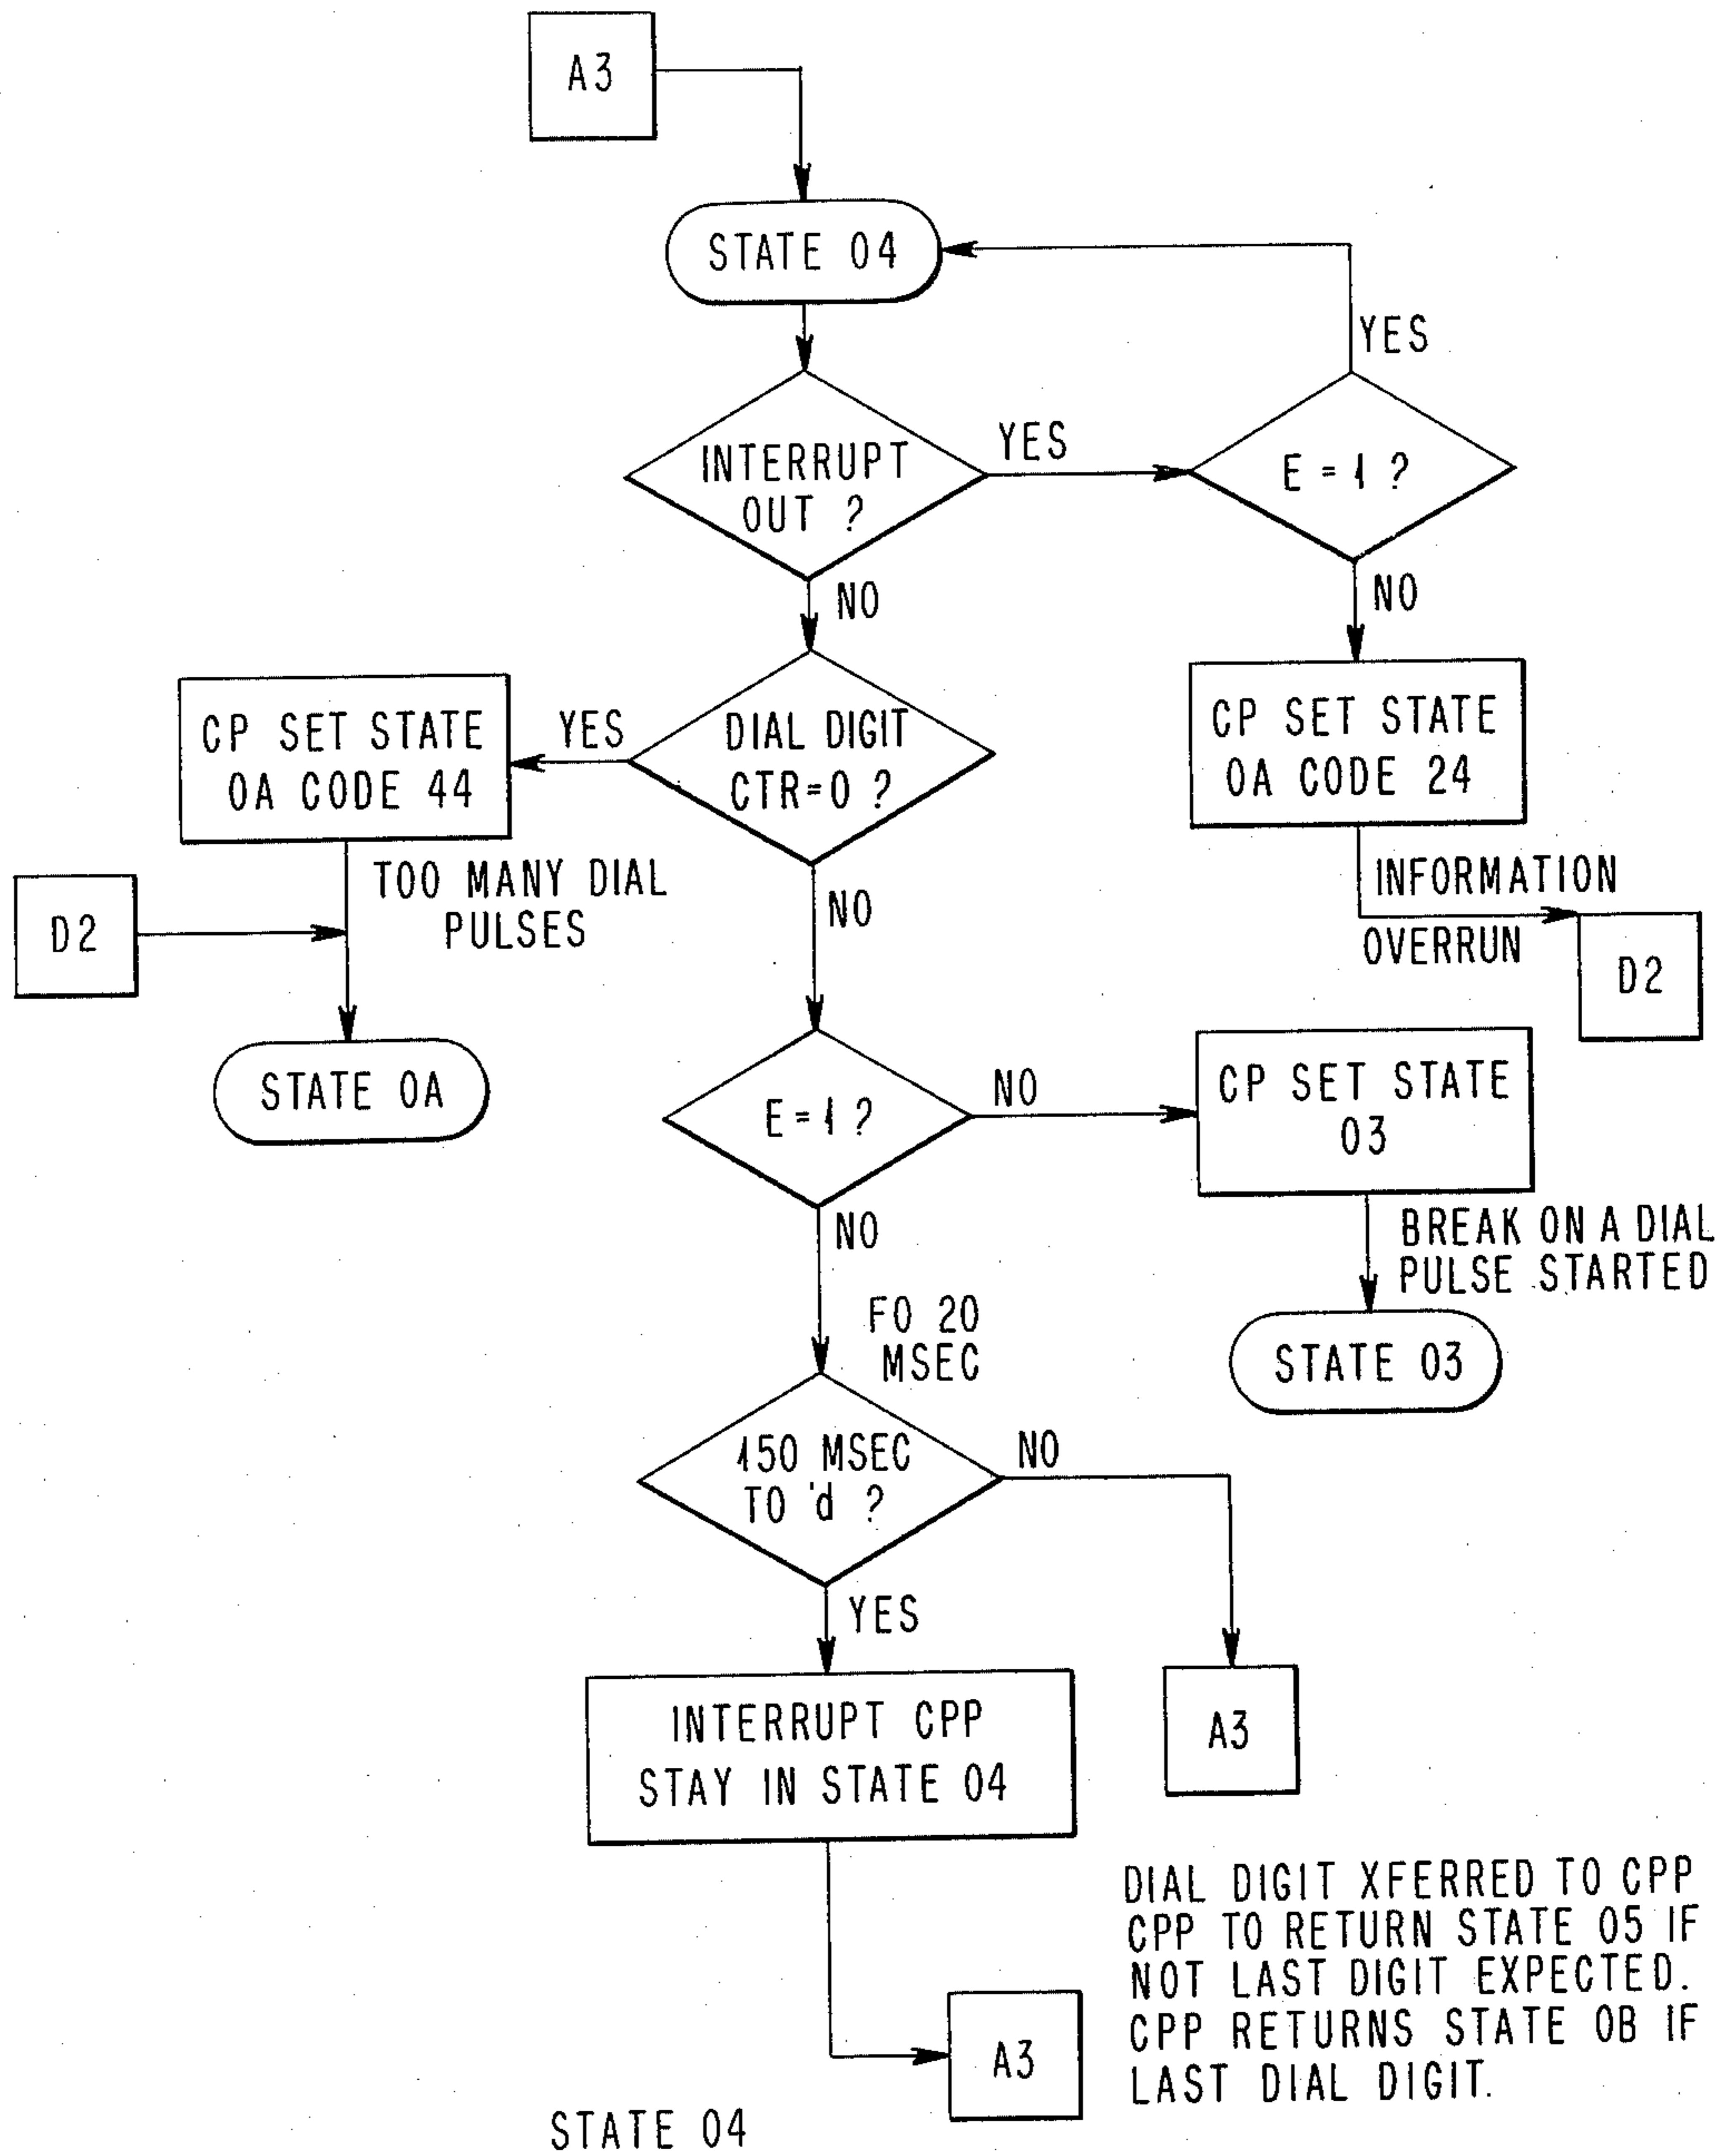 A3
STATE 04
YES
INTERRUPT
OUT ?
YES
E = 1 ?
NO
NO
CP SET STATE
0A CODE 44
YES
DIAL DIGIT
CTR=0 ?
CP SET STATE
0A CODE 24
TOO MANY DIAL
PULSES
D2
NO
INFORMATION
OVERRUN
D2
STATE 0A
E = 1 ?
NO
CP SET STATE
03
NO
BREAK ON A DIAL
PULSE STARTED
FO 20
MSEC
STATE 03
150 MSEC
TO 'd ?
NO
YES
INTERRUPT CPP
STAY IN STATE 04
A3
DIAL DIGIT XFERRED TO CPP
CPP TO RETURN STATE 05 IF
NOT LAST DIGIT EXPECTED.
CPP RETURNS STATE 0B IF
LAST DIAL DIGIT.
A3
STATE 04